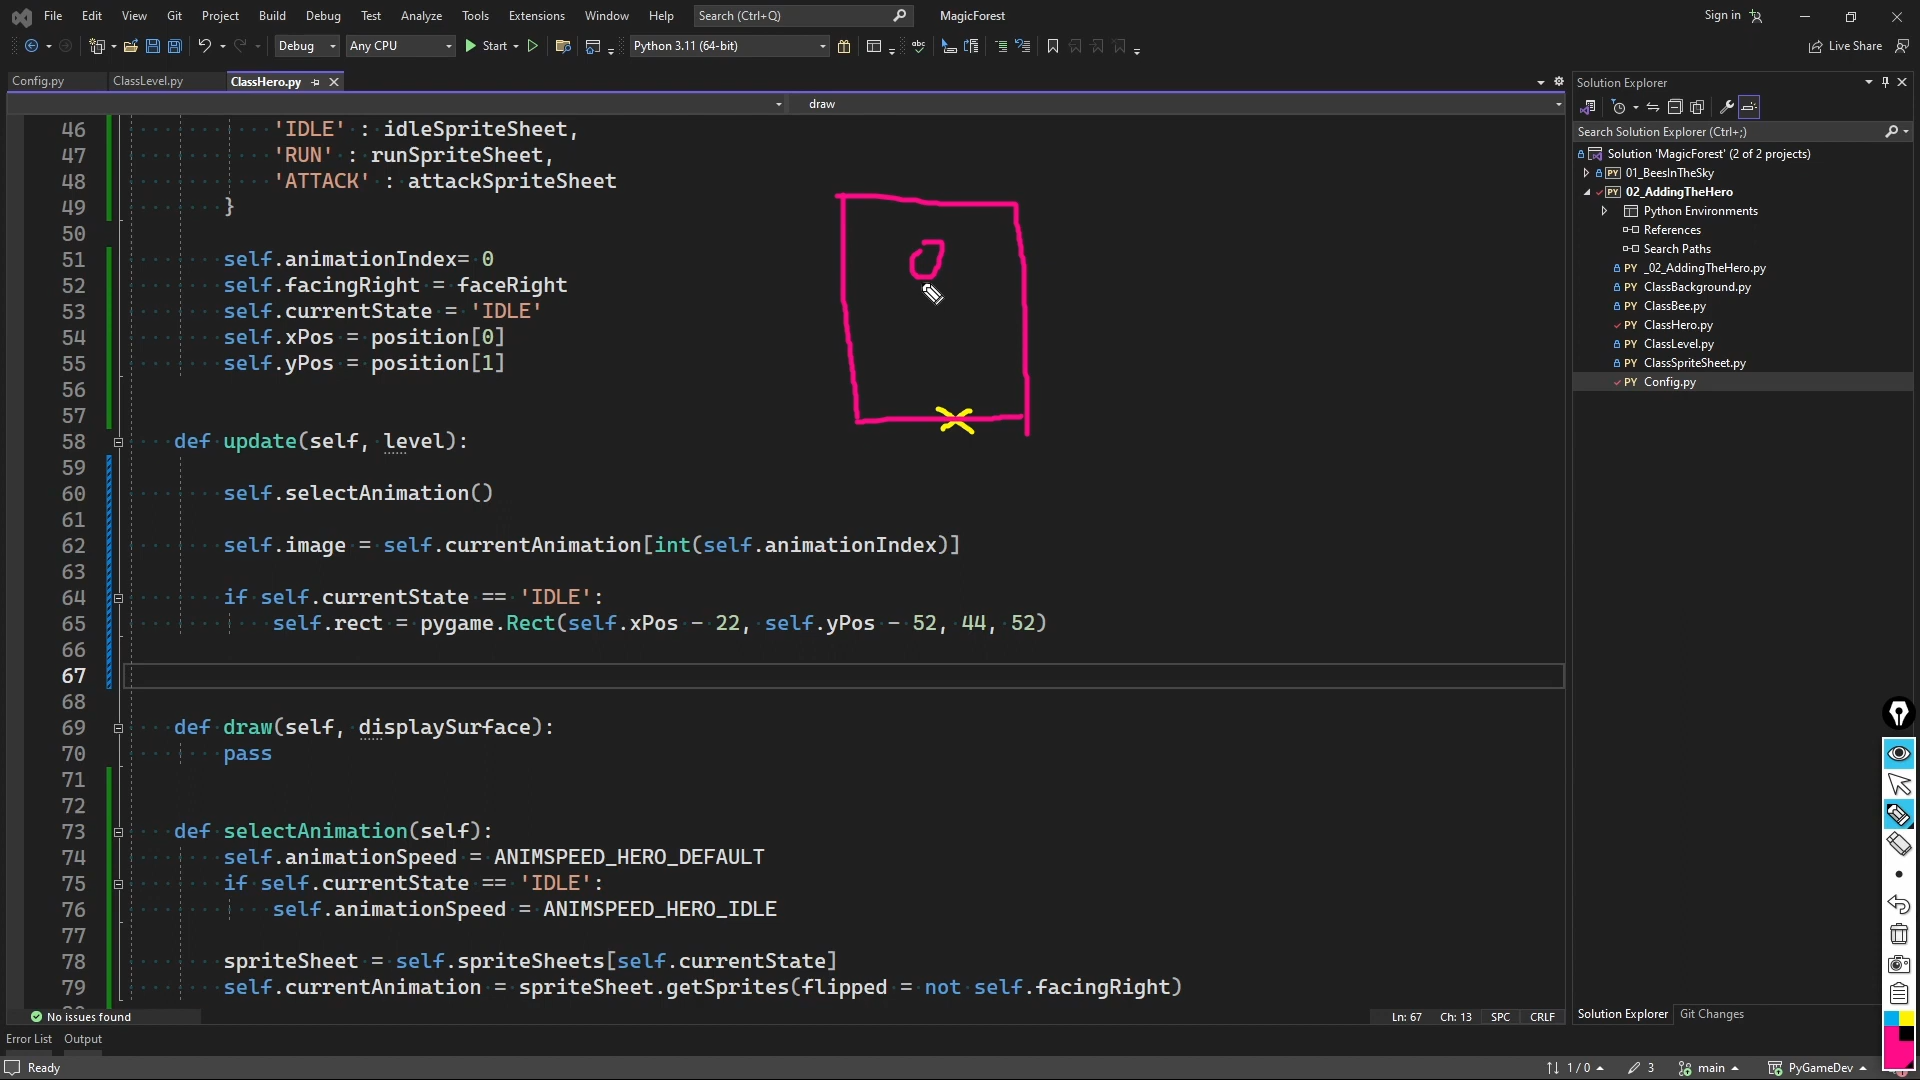 File Edit View Git Project Build Debug Test Analyze Tools Extensions Window Help Search (Ctrl+Q) MagicForest Sign in
Debug Any CPU Start Python 3.11 (64-bit) Live Share
Config.py ClassLevel.py ClassHero.py
draw
46 'IDLE' : idleSpriteSheet,
47 'RUN' : runSpriteSheet,
48 'ATTACK' : attackSpriteSheet
49 }
50
51 self.animationIndex= 0
52 self.facingRight = faceRight
53 self.currentState = 'IDLE'
54 self.xPos = position[0]
55 self.yPos = position[1]
56
57
58 def update(self, level):
59
60 self.selectAnimation()
61
62 self.image = self.currentAnimation[int(self.animationIndex)]
63
64 if self.currentState == 'IDLE':
65 self.rect = pygame.Rect(self.xPos - 22, self.yPos - 52, 44, 52)
66
67
68
69 def draw(self, displaySurface):
70 pass
71
72
73 def selectAnimation(self):
74 self.animationSpeed = ANIMSPEED_HERO_DEFAULT
75 if self.currentState == 'IDLE':
76 self.animationSpeed = ANIMSPEED_HERO_IDLE
77
78 spriteSheet = self.spriteSheets[self.currentState]
79 self.currentAnimation = spriteSheet.getSprites(flipped = not self.facingRight)
No issues found Ln: 67 Ch: 13 SPC CRLF
Error List Output
Ready 1 / 0 3 main PyGameDev
Solution Explorer
Search Solution Explorer (Ctrl+;)
Solution 'MagicForest' (2 of 2 projects)
PY 01_BeesInTheSky
PY 02_AddingTheHero
Python Environments
References
Search Paths
PY _02_AddingTheHero.py
PY ClassBackground.py
PY ClassBee.py
PY ClassHero.py
PY ClassLevel.py
PY ClassSpriteSheet.py
PY Config.py
Solution Explorer Git Changes